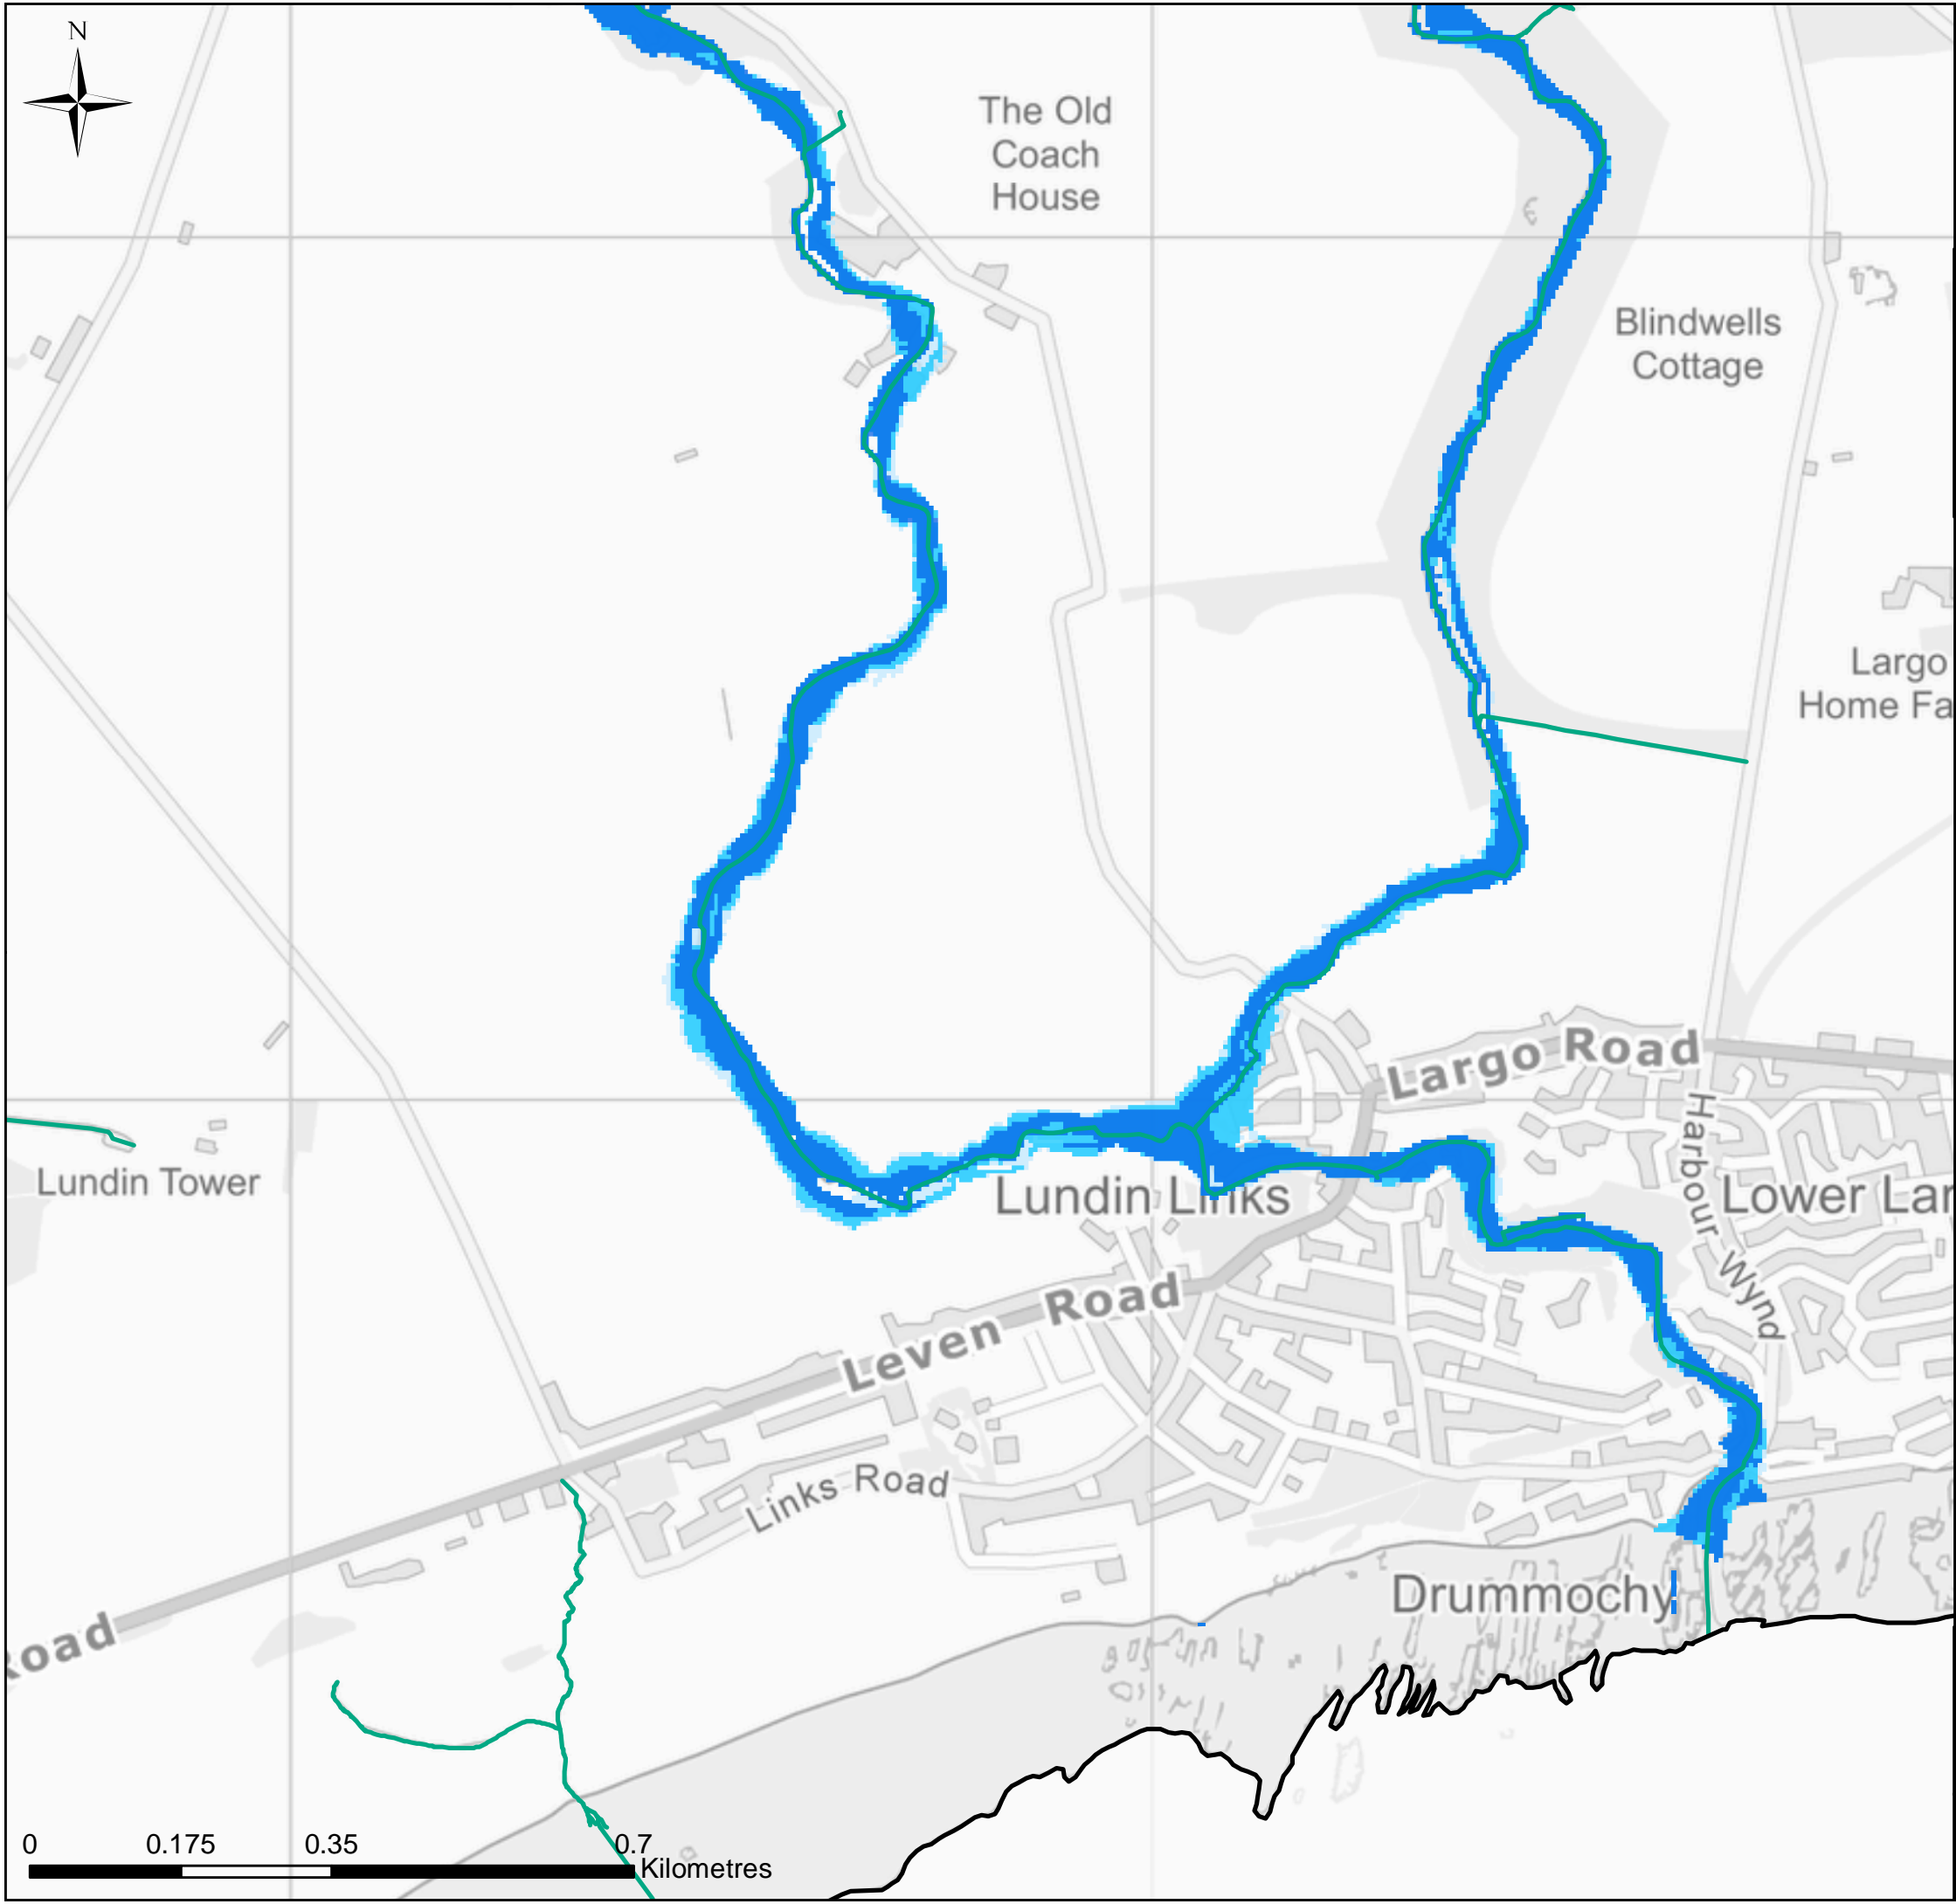 N
The Old
Coach
House
Blindwells
Cottage
Largo
Home Fa
Largo Road
Harbour Wynd
Lundin Tower
Lundin Links
Lower Lar
Leven Road
Links Road
Drummochy
Road
0 0.175 0.35 0.7
Kilometres